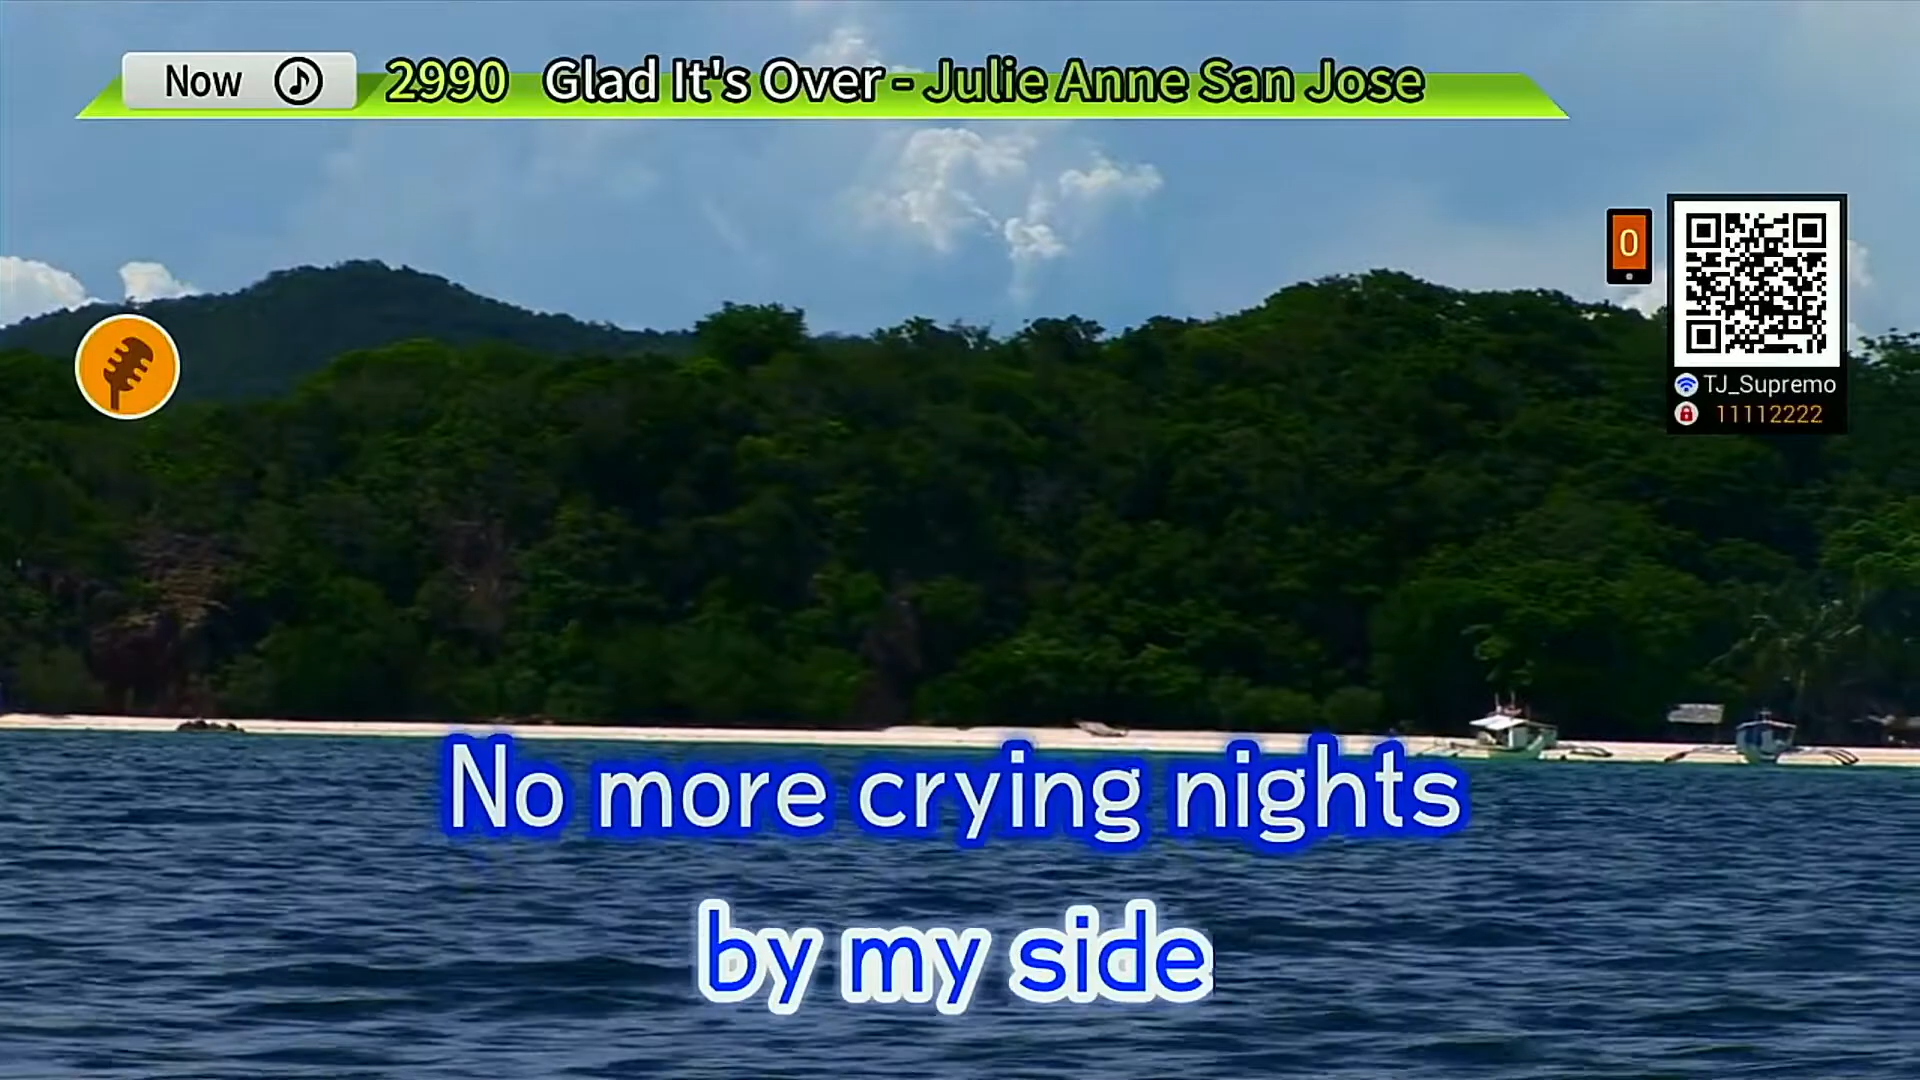 Now 2990 Glad It's Over - Julie Anne San Jose
0
TJ_Supremo
11112222
No more crying nights
by my side